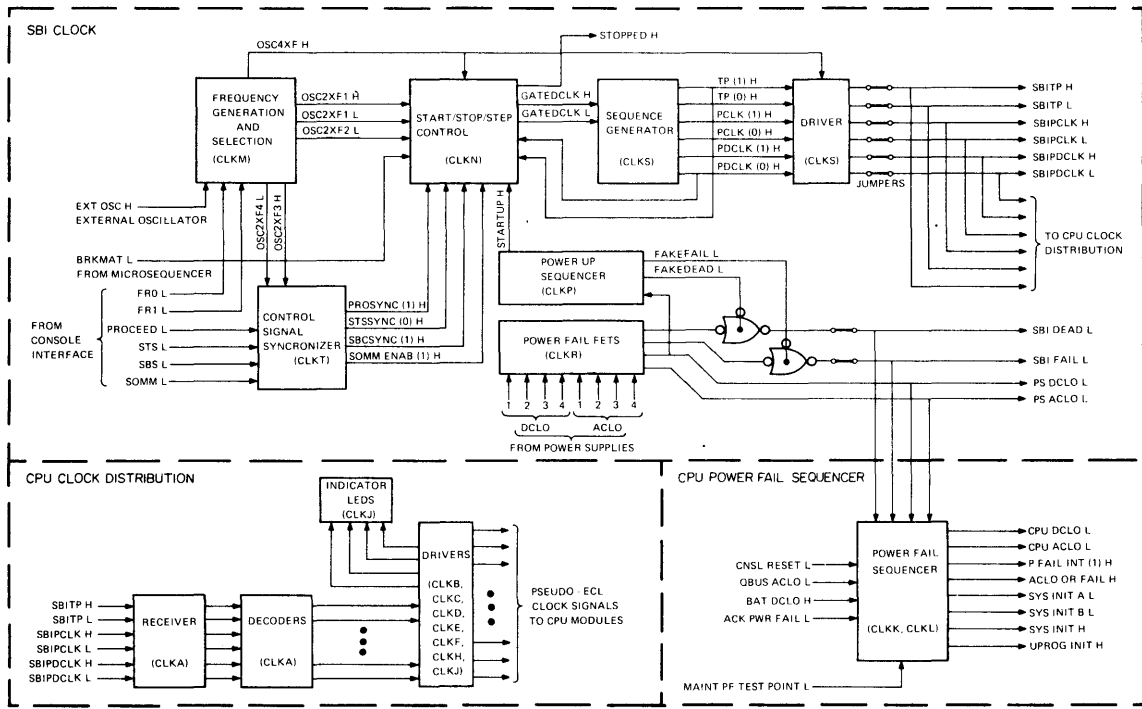 SBI CLOCK
OSC4XF H
STOPPED H
FREQUENCY
GENERATION
AND
SELECTION
(CLKM)
OSC2XF1 H
OSC2XF1 L
OSC2XF2 L
START/STOP/STEP
CONTROL
(CLKN)
GATEDCLK H
GATEDCLK L
SEQUENCE
GENERATOR
(CLKS)
TP (1) H
TP (0) H
PCLK (1) H
PCLK (0) H
PDCLK (1) H
PDCLK (0) H
DRIVER
(CLKS)
JUMPERS
SBITP H
SBITP L
SBIPCLK H
SBIPCLK L
SBIPDCLK H
SBIPDCLK L
TO CPU CLOCK
DISTRIBUTION
EXT OSC H
EXTERNAL OSCILLATOR
OSC2XF4 L
OSC2XF3 H
STARTUP H
BRKMAT L
FROM MICROSEQUENCER
FROM
CONSOLE
INTERFACE
FR0 L
FR1 L
PROCEED L
STS L
SBS L
SOMM L
CONTROL
SIGNAL
SYNCRONIZER
(CLKT)
PROSYNC (1) H
STSSYNC (0) H
SBCSYNC (1) H
SOMM ENAB (1) H
POWER UP
SEQUENCER
(CLKP)
FAKEFAIL L
FAKEDEAD L
POWER FAIL FETS
(CLKR)
1 2 3 4 1 2 3 4
DCLO ACLO
FROM POWER SUPPLIES
SBI DEAD L
SBI FAIL L
PS DCLO L
PS ACLO L
CPU CLOCK DISTRIBUTION
INDICATOR
LEDS
(CLKJ)
SBITP H
SBITP L
SBIPCLK H
SBIPCLK L
SBIPDCLK H
SBIPDCLK L
RECEIVER
(CLKA)
DECODERS
(CLKA)
DRIVERS
(CLKB,
CLKC,
CLKD,
CLKE,
CLKF,
CLKH,
CLKJ)
PSEUDO - ECL
CLOCK SIGNALS
TO CPU MODULES
CPU POWER FAIL SEQUENCER
CNSL RESET L
QBUS ACLO L
BAT DCLO H
ACK PWR FAIL L
MAINT PF TEST POINT L
POWER FAIL
SEQUENCER
(CLKK, CLKL)
CPU DCLO L
CPU ACLO L
P FAIL INT (1) H
ACLO OR FAIL H
SYS INIT A L
SYS INIT B L
SYS INIT H
UPROG INIT H